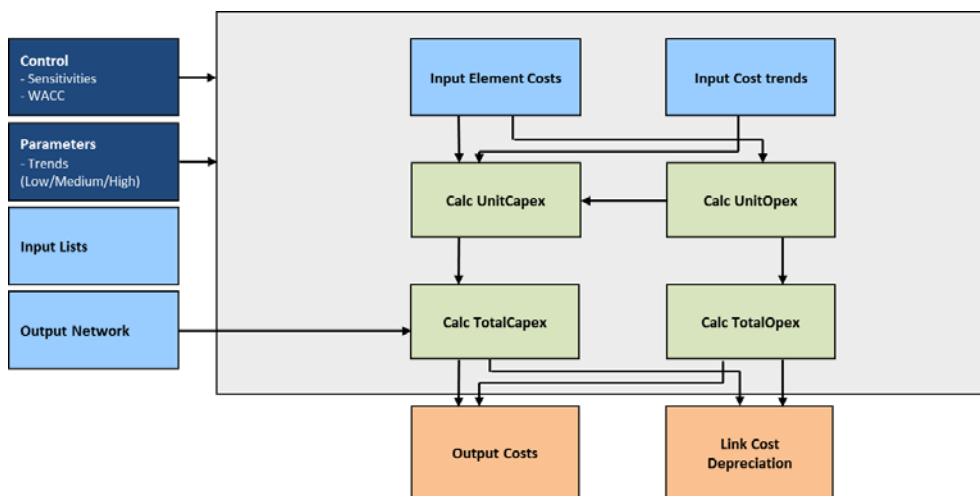 Control
- Sensitivities
- WACC
Parameters
- Trends
(Low/Medium/High)
Input Lists
Output Network
Input Element Costs
Input Cost trends
Calc UnitCapex
Calc UnitOpex
Calc TotalCapex
Calc TotalOpex
Output Costs
Link Cost
Depreciation